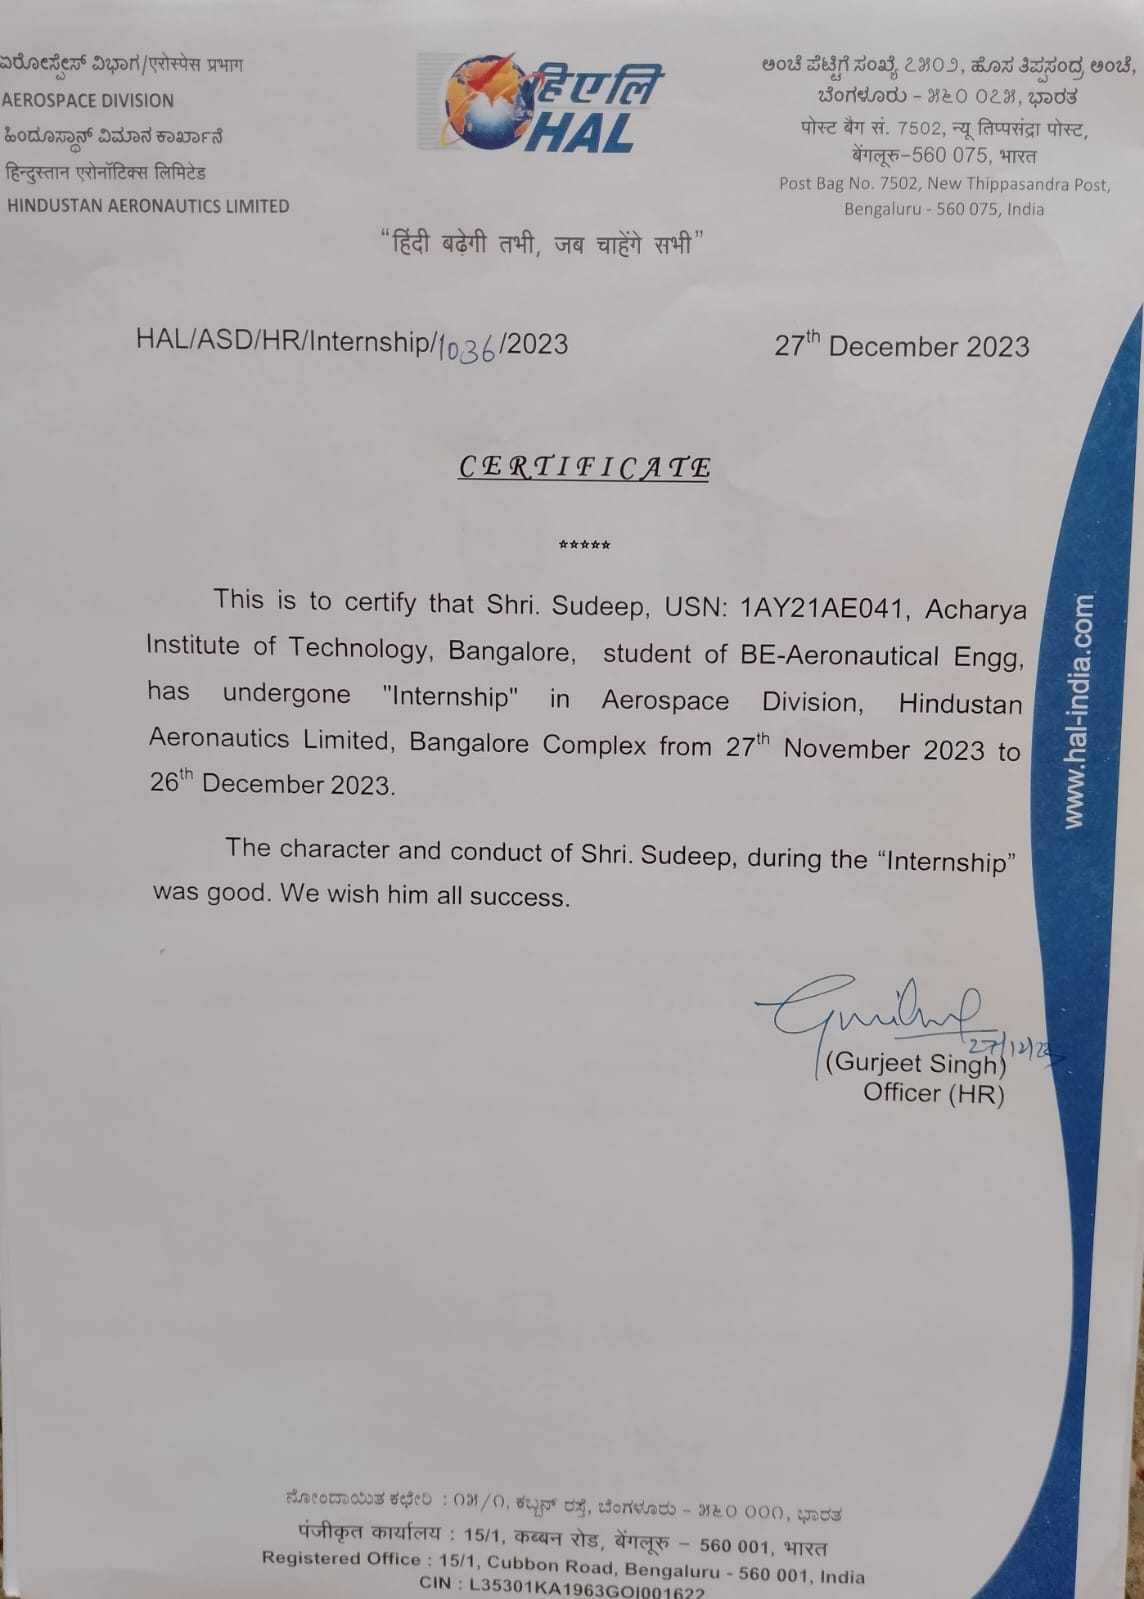 ಏರೋಸ್ಪೇಸ್ ವಿಭಾಗ/एरोस्पेस प्रभाग
AEROSPACE DIVISION
ಹಿಂದೂಸ್ಥಾನ್ ವಿಮಾನ ಕಾರ್ಖಾನೆ
हिन्दुस्तान एरोनॉटिक्स लिमिटेड
HINDUSTAN AERONAUTICS LIMITED
हिएलि
HAL
ಅಂಚೆ ಪೆಟ್ಟಿಗೆ ಸಂಖ್ಯೆ ೭೫೦೨, ಹೊಸ ತಿಪ್ಪಸಂದ್ರ ಅಂಚೆ,
ಬೆಂಗಳೂರು - ೫೬೦ ೦೭೫, ಭಾರತ
पोस्ट बैग सं. 7502, न्यू तिप्पसंद्रा पोस्ट,
बेंगलूरु-560 075, भारत
Post Bag No. 7502, New Thippasandra Post,
Bengaluru - 560 075, India
“हिंदी बढ़ेगी तभी, जब चाहेंगे सभी”
HAL/ASD/HR/Internship/1036/2023
27th December 2023
CERTIFICATE
*****
This is to certify that Shri. Sudeep, USN: 1AY21AE041, Acharya
Institute of Technology, Bangalore, student of BE-Aeronautical Engg,
has undergone "Internship" in Aerospace Division, Hindustan
Aeronautics Limited, Bangalore Complex from 27th November 2023 to
26th December 2023.
The character and conduct of Shri. Sudeep, during the “Internship”
was good. We wish him all success.
27/12/23
(Gurjeet Singh)
Officer (HR)
www.hal-india.com
ನೋಂದಾಯಿತ ಕಛೇರಿ : ೧೫/೧, ಕಬ್ಬನ್ ರಸ್ತೆ, ಬೆಂಗಳೂರು - ೫೬೦ ೦೦೧, ಭಾರತ
पंजीकृत कार्यालय : 15/1, कब्बन रोड, बेंगलूरु - 560 001, भारत
Registered Office : 15/1, Cubbon Road, Bengaluru - 560 001, India
CIN : L35301KA1963GOI001622